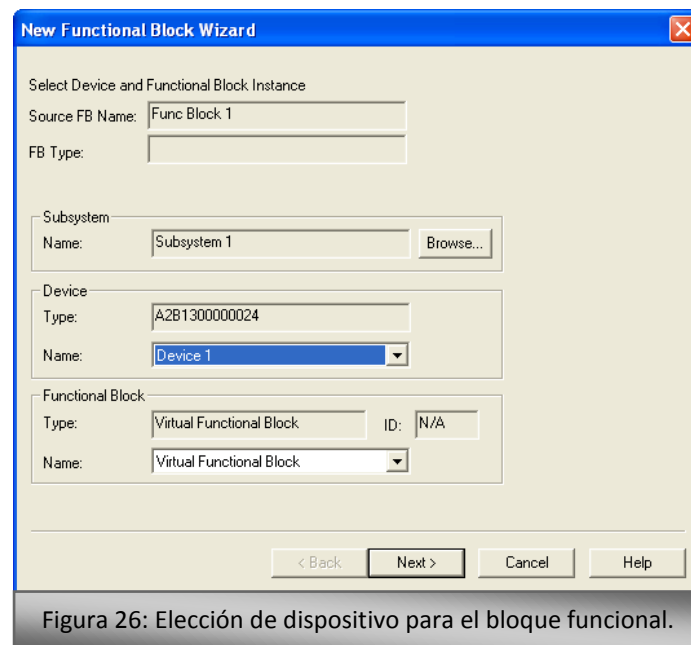 New Functional Block Wizard
Select Device and Functional Block Instance
Source FB Name: Func Block 1
FB Type:
Subsystem
Name: Subsystem 1 Browse...
Device
Type: A2B1300000024
Name: Device 1
Functional Block
Type: Virtual Functional Block ID: N/A
Name: Virtual Functional Block
< Back Next > Cancel Help
Figura 26: Elección de dispositivo para el bloque funcional.